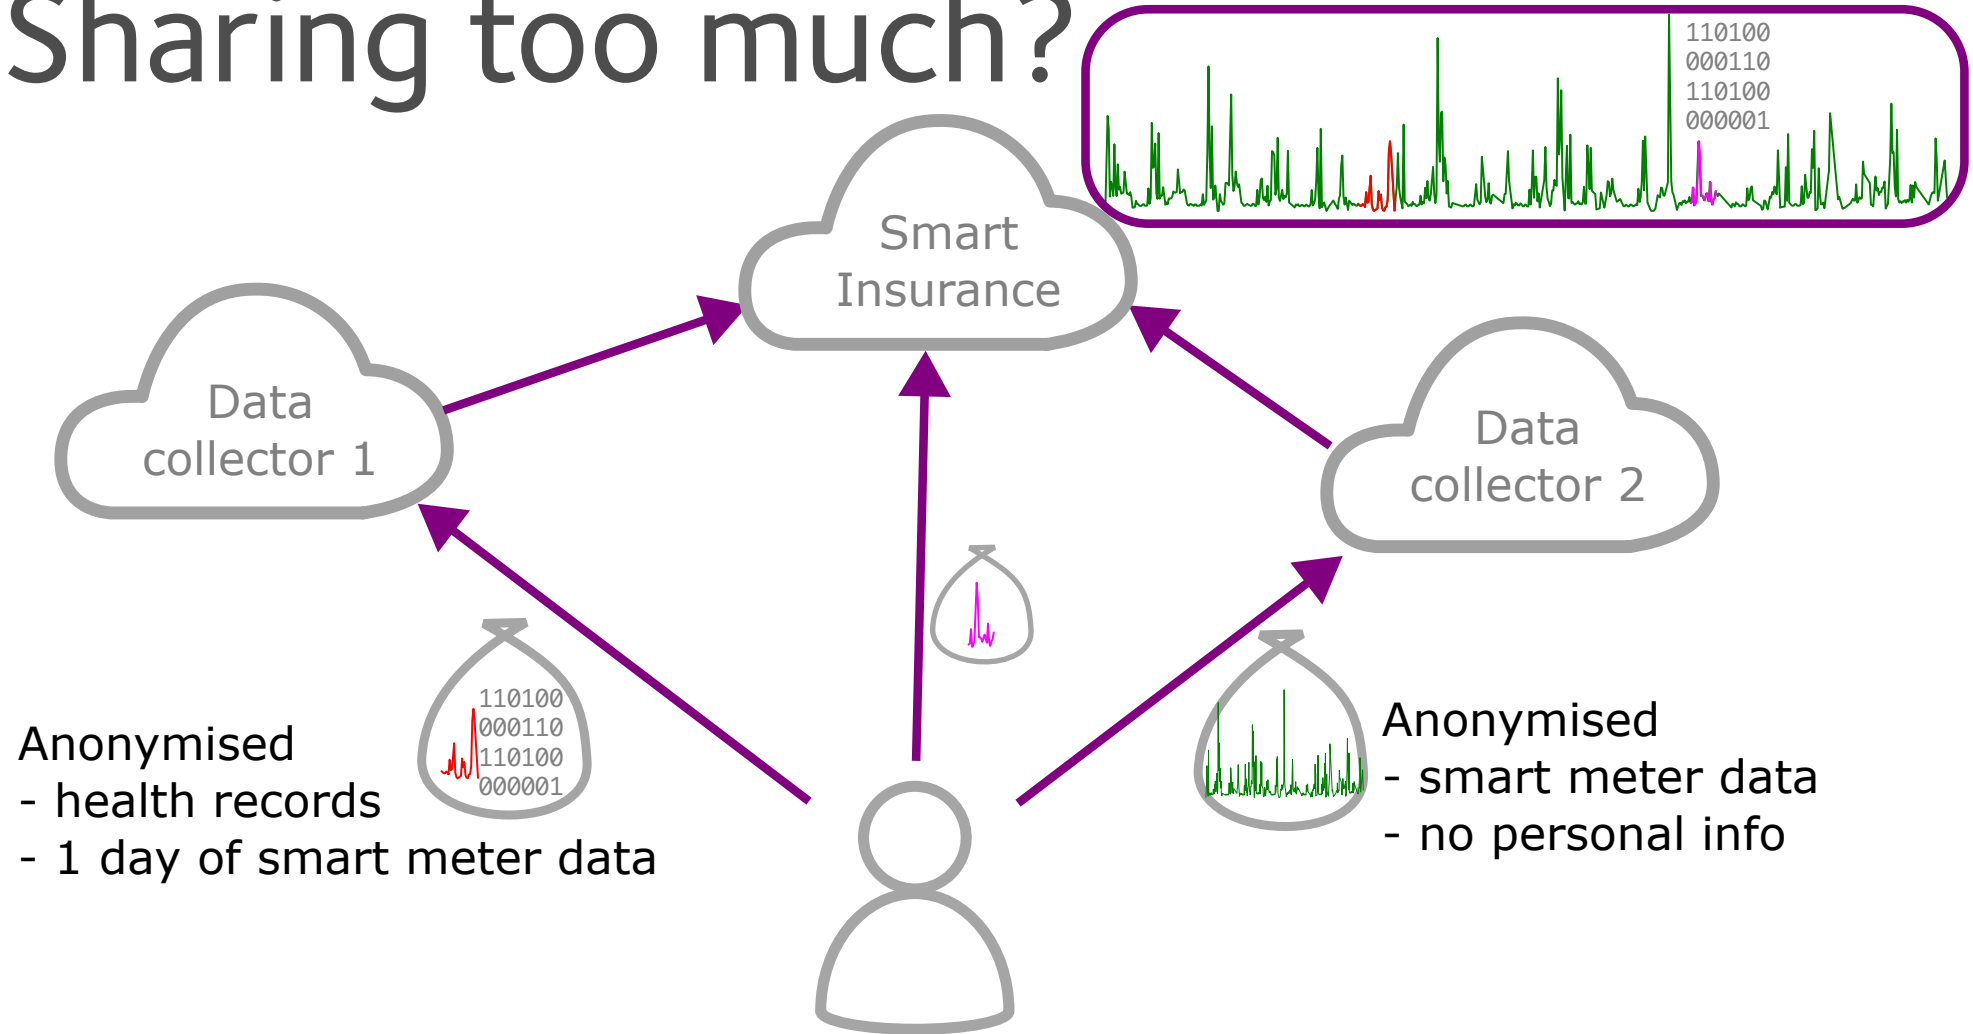 Sharing too much?
110100
000110
110100
000001
Smart
Insurance
Data
collector 1
Data
collector 2
110100
000110
110100
000001
Anonymised
- health records
- 1 day of smart meter data
Anonymised
- smart meter data
- no personal info